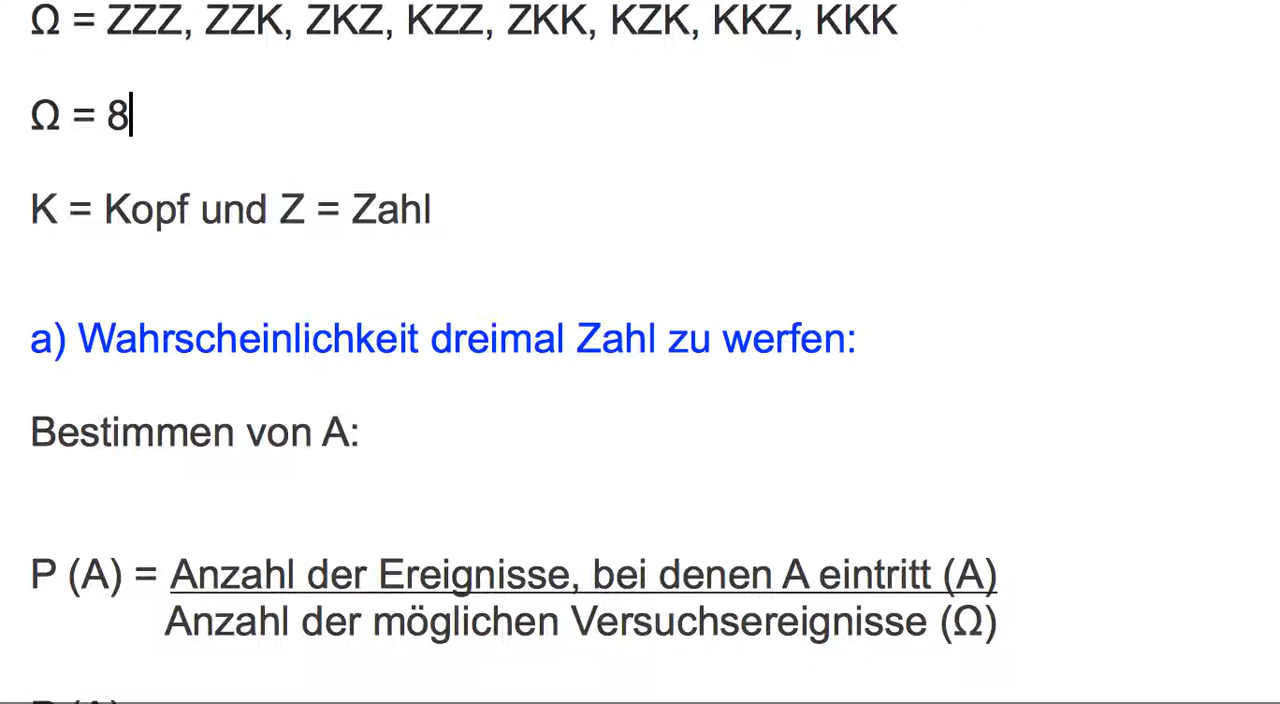 Ω = ZZZ, ZZK, ZKZ, KZZ, ZKK, KZK, KKZ, KKK
Ω = 8
K = Kopf und Z = Zahl
a) Wahrscheinlichkeit dreimal Zahl zu werfen:
Bestimmen von A:
P (A) = Anzahl der Ereignisse, bei denen A eintritt (A)
Anzahl der möglichen Versuchsereignisse (Ω)